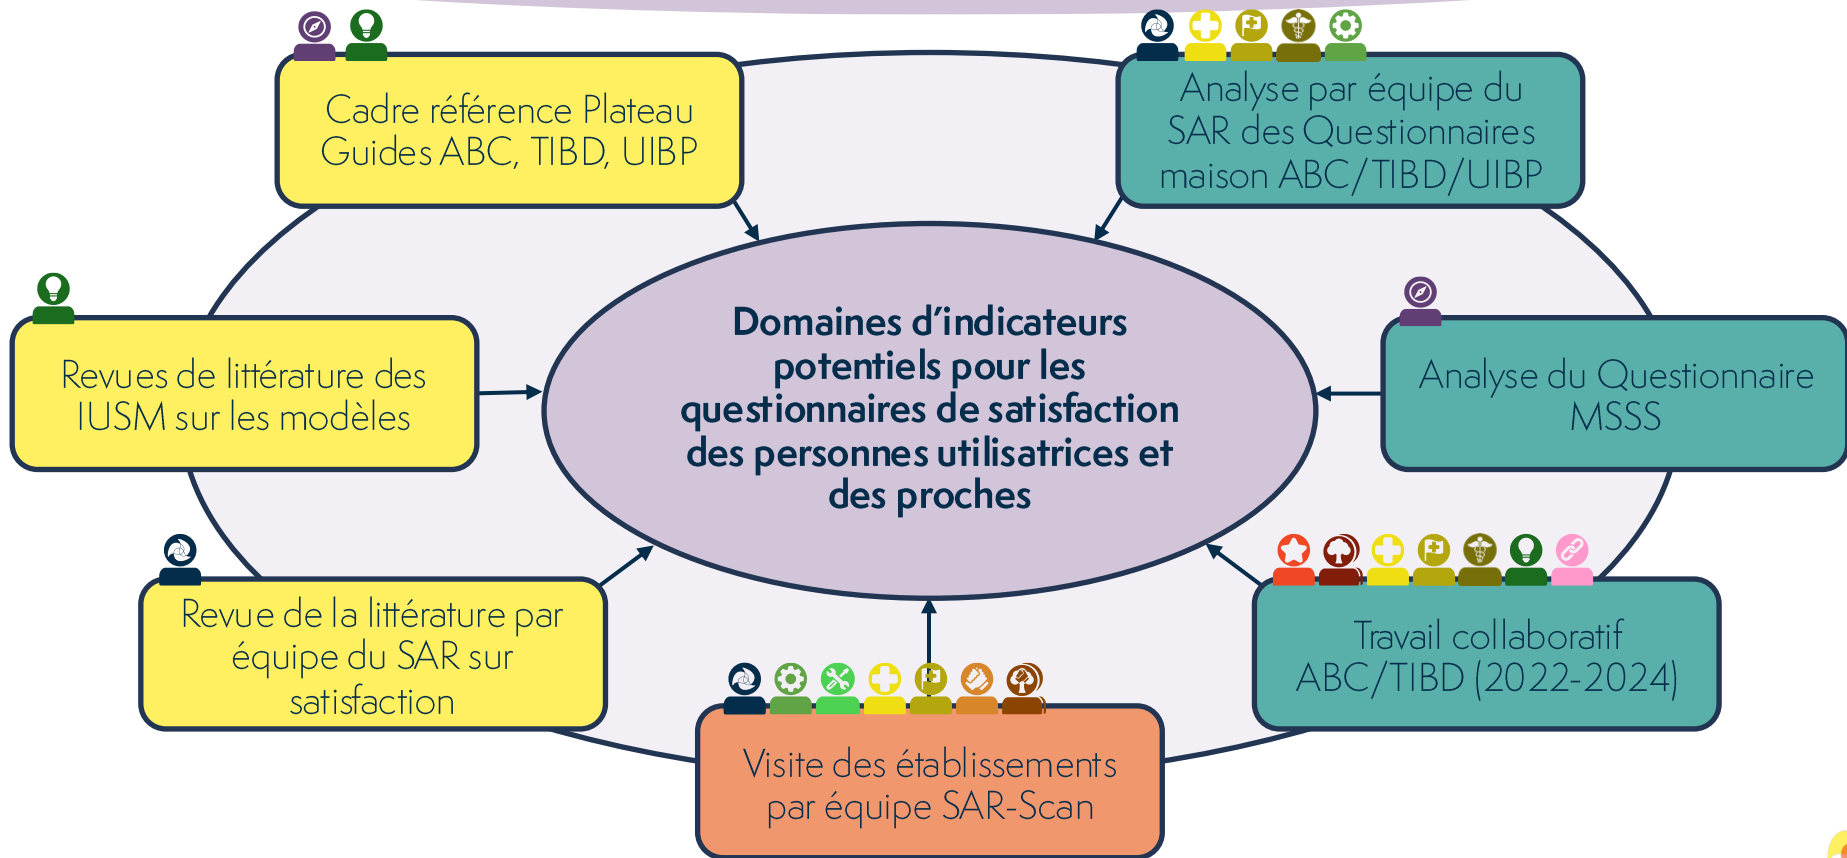 Cadre référence Plateau
Guides ABC, TIBD, UIBP
Analyse par équipe du
SAR des Questionnaires
maison ABC/TIBD/UIBP
Revues de littérature des
IUSM sur les modèles
Domaines d'indicateurs
potentiels pour les
questionnaires de satisfaction
des personnes utilisatrices et
des proches
Analyse du Questionnaire
MSSS
Revue de la littérature par
équipe du SAR sur
satisfaction
Travail collaboratif
ABC/TIBD (2022-2024)
Visite des établissements
par équipe SAR-Scan